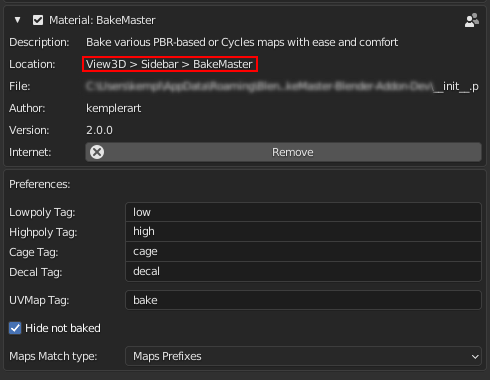 Material: BakeMaster
Description: Bake various PBR-based or Cycles maps with ease and comfort
Location: View3D > Sidebar > BakeMaster
File: \__init__.p
Author: kemplerart
Version: 2.0.0
Internet: Remove
Preferences:
Lowpoly Tag: low
Highpoly Tag: high
Cage Tag: cage
Decal Tag: decal
UVMap Tag: bake
Hide not baked
Maps Match type: Maps Prefixes